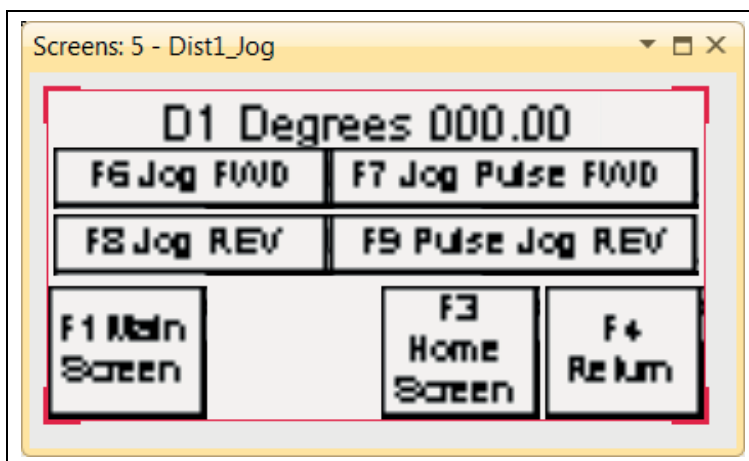 Screens: 5 - Dist1_Jog
D1 Degrees 000.00
F6 Jog FWD F7 Jog Pulse FWD
F8 Jog REV F9 Pulse Jog REV
F1 Main
Screen
F3
Home
Screen
F4
Return